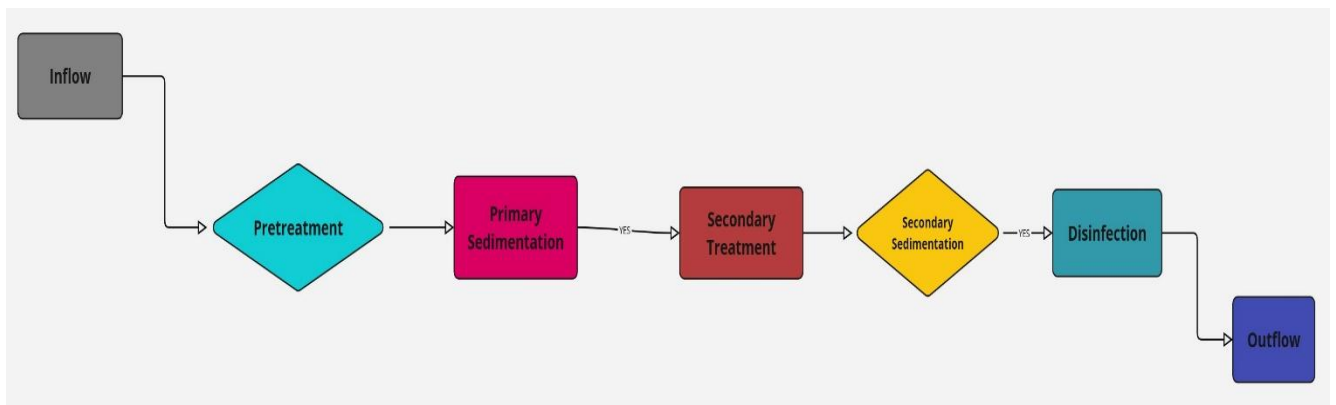 Inflow
Pretreatment
Primary
Sedimentation
YES
Secondary
Treatment
Secondary
Sedimentation
YES
Disinfection
Outflow